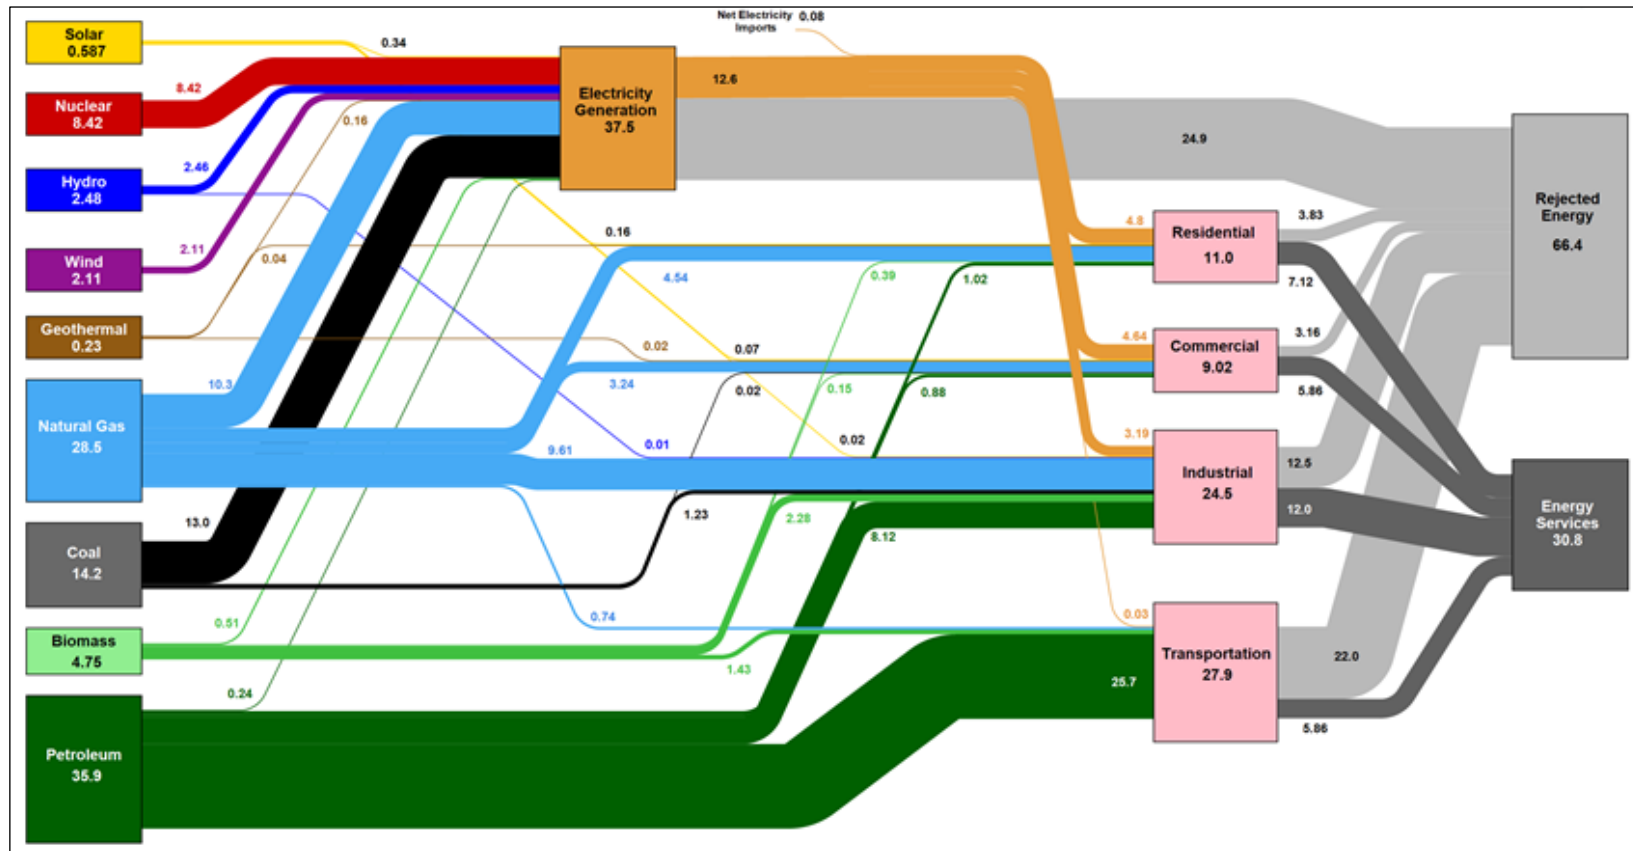 Net Electricity 0.08
Imports
Solar
0.587
0.34
Nuclear
8.42
8.42
Hydro
2.48
2.46
Wind
2.11
2.11
Geothermal
0.23
0.16
0.04
0.16
0.02
Natural Gas
28.5
10.3
4.54
3.24
9.61
0.74
Coal
14.2
13.0
1.23
0.02
Biomass
4.75
0.51
0.39
0.15
2.28
1.43
Petroleum
35.9
0.24
1.02
0.88
8.12
25.7
0.07
0.02
0.01
Electricity
Generation
37.5
12.6
24.9
4.8
4.64
3.19
0.03
Residential
11.0
3.83
7.12
Commercial
9.02
3.16
5.86
Industrial
24.5
12.5
12.0
Transportation
27.9
22.0
5.86
Rejected
Energy
66.4
Energy
Services
30.8